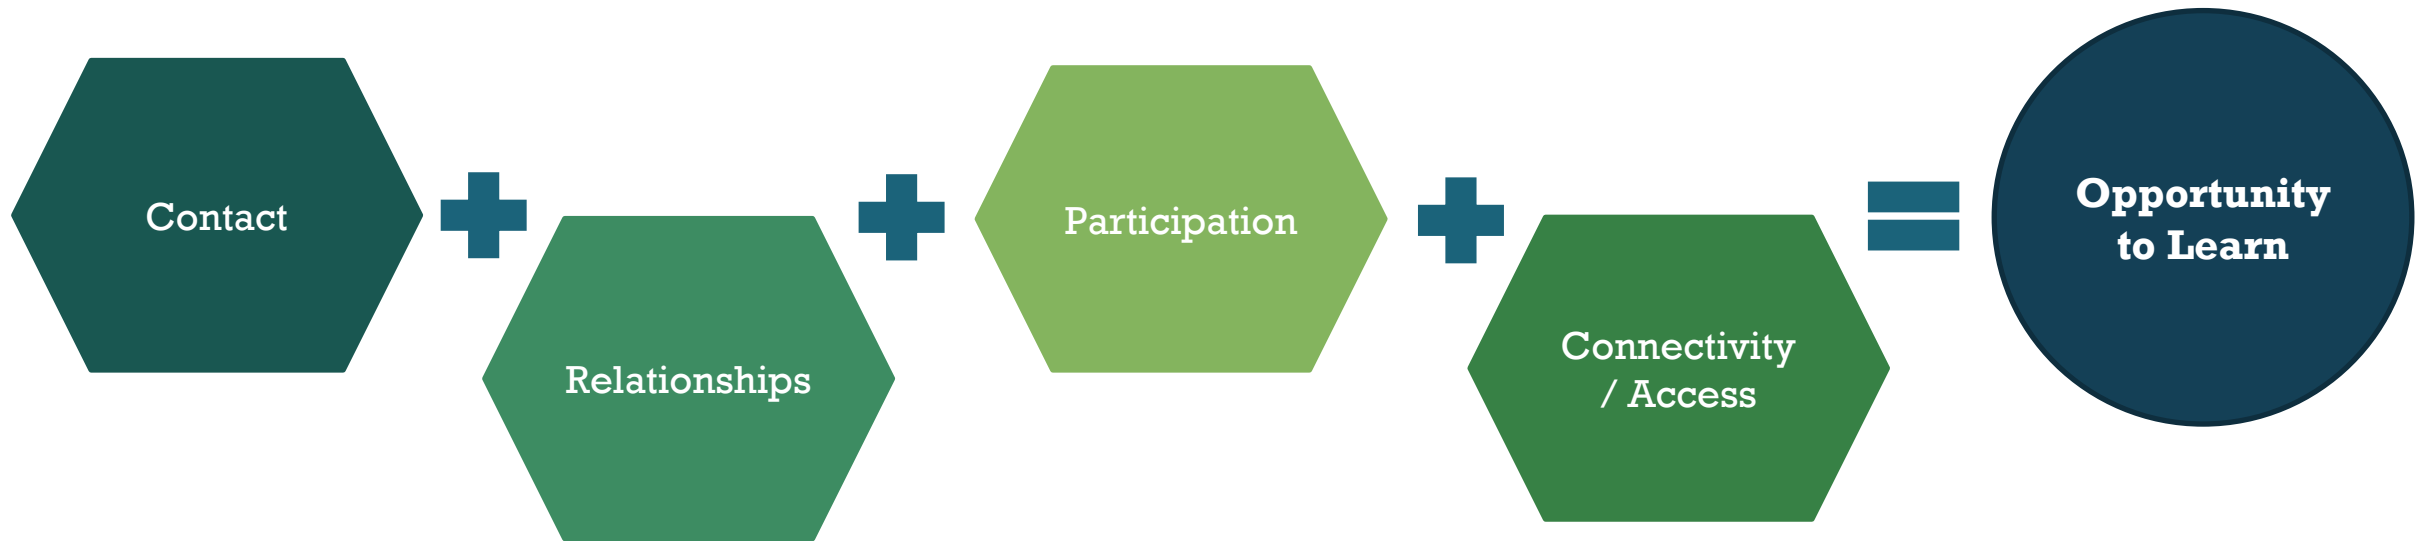 Contact
Relationships
Participation
Connectivity
/ Access
Opportunity
to Learn